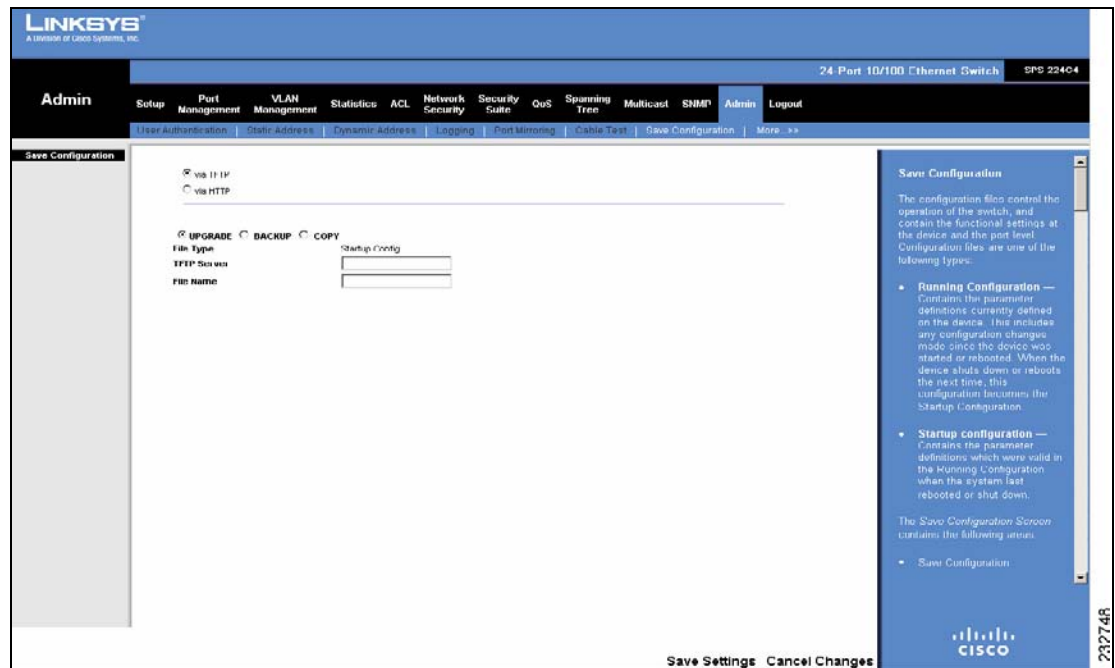 LINKSYS®
A Division of Cisco Systems, Inc.
24-Port 10/100 Ethernet Switch SPS 224G4
Admin
Setup Port Management VLAN Management Statistics ACL Network Security Security Suite QoS Spanning Tree Multicast SNMP Admin Logout
User Authentication | Static Address | Dynamic Address | Logging | Port Mirroring | Cable Test | Save Configuration | More...>>
Save Configuration
via TFTP
via HTTP
UPGRADE BACKUP COPY
File Type Startup Config
TFTP Server
File Name
Save Configuration
The configuration files control the
operation of the switch, and
contain the functional settings at
the device and the port level.
Configuration files are one of the
following types:
• Running Configuration —
Contains the parameter
definitions currently defined
on the device. This includes
any configuration changes
made since the device was
started or rebooted. When the
device shuts down or reboots
the next time, this
configuration becomes the
Startup Configuration.
• Startup configuration —
Contains the parameter
definitions which were valid in
the Running Configuration
when the system last
rebooted or shut down.
The Save Configuration Screen
contains the following areas:
• Save Configuration
Save Settings Cancel Changes
CISCO
232748